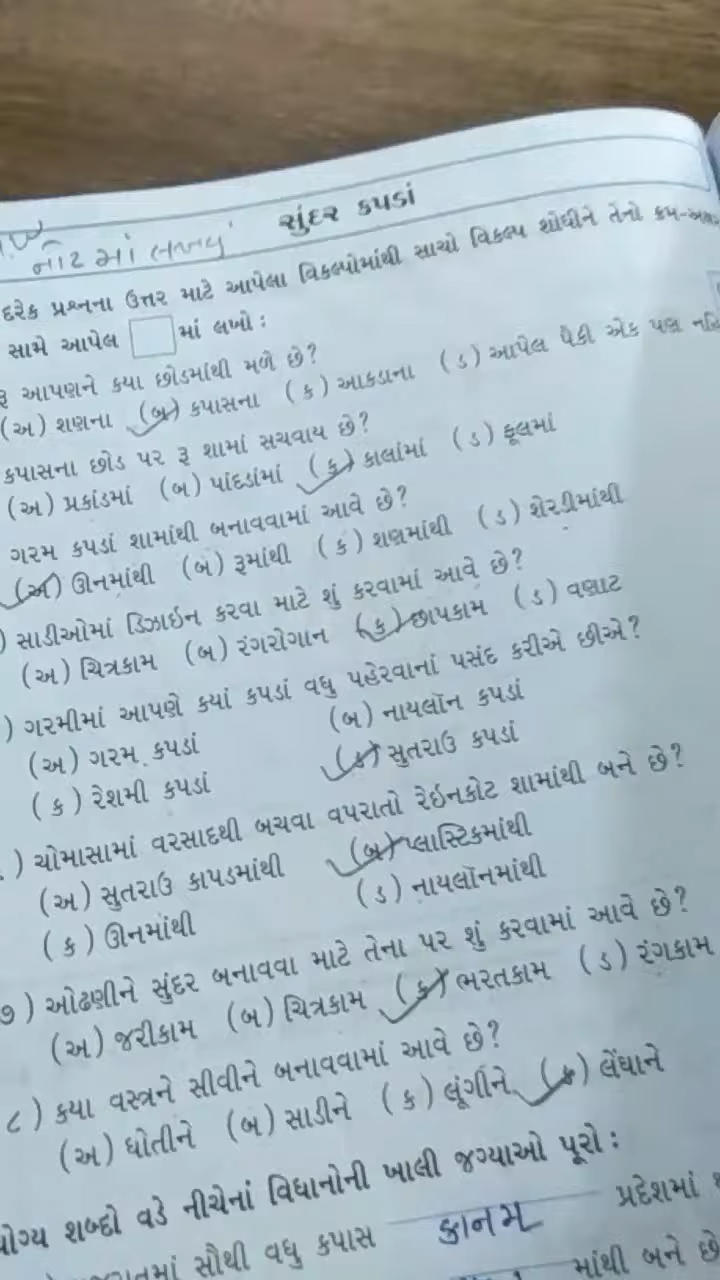 સુંદર કપડાં
નોટ માં લખવું
દરેક પ્રશ્નના ઉત્તર માટે આપેલા વિકલ્પોમાંથી સાચો વિકલ્પ શોધીને તેનો ક્રમ-અક્ષર
સામે આપેલ માં લખો :
રૂ આપણને કયા છોડમાંથી મળે છે?
(અ) શણના (બ) કપાસના (ક) આકડાના (ડ) આપેલ પૈકી એક પણ નહિ
કપાસના છોડ પર રૂ શામાં સચવાય છે?
(અ) પ્રકાંડમાં (બ) પાંદડાંમાં (ક) કાલાંમાં (ડ) ફૂલમાં
ગરમ કપડાં શામાંથી બનાવવામાં આવે છે?
(અ) ઊનમાંથી (બ) રૂમાંથી (ક) શણમાંથી (ડ) શેરડીમાંથી
) સાડીઓમાં ડિઝાઇન કરવા માટે શું કરવામાં આવે છે?
(અ) ચિત્રકામ (બ) રંગરોગાન (ક) છાપકામ (ડ) વણાટ
) ગરમીમાં આપણે કયાં કપડાં વધુ પહેરવાનાં પસંદ કરીએ છીએ?
(અ) ગરમ કપડાં (બ) નાયલૉન કપડાં
(ક) રેશમી કપડાં (ડ) સુતરાઉ કપડાં
) ચોમાસામાં વરસાદથી બચવા વપરાતો રેઇનકોટ શામાંથી બને છે?
(અ) સુતરાઉ કાપડમાંથી (બ) પ્લાસ્ટિકમાંથી
(ક) ઊનમાંથી (ડ) નાયલૉનમાંથી
૭) ઓઢણીને સુંદર બનાવવા માટે તેના પર શું કરવામાં આવે છે?
(અ) જરીકામ (બ) ચિત્રકામ (ક) ભરતકામ (ડ) રંગકામ
૮) કયા વસ્ત્રને સીવીને બનાવવામાં આવે છે?
(અ) ધોતીને (બ) સાડીને (ક) લૂંગીને (ડ) લેંઘાને
યોગ્ય શબ્દો વડે નીચેનાં વિધાનોની ખાલી જગ્યાઓ પૂરો :
સૌથી વધુ કપાસ કાનમ પ્રદેશમાં
માંથી બને છે